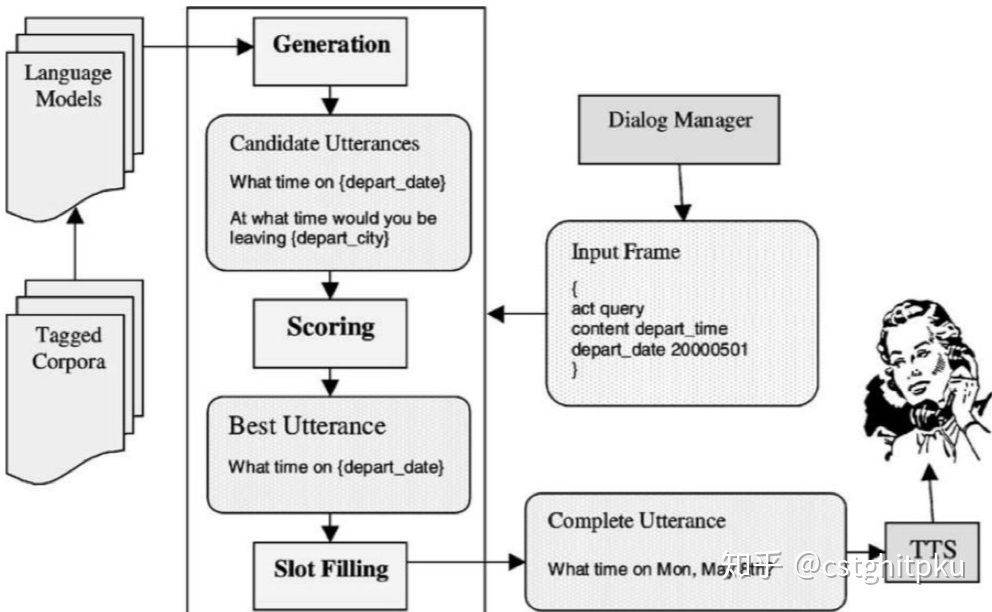 Language
Models
Tagged
Corpora
Generation
Candidate Utterances
What time on {depart_date}
At what time would you be
leaving {depart_city}
Scoring
Best Utterance
What time on {depart_date}
Slot Filling
Dialog Manager
Input Frame
{
act query
content depart_time
depart_date 20000501
}
Complete Utterance
What time on Mon, May
TTS
知乎 @cstghitpku